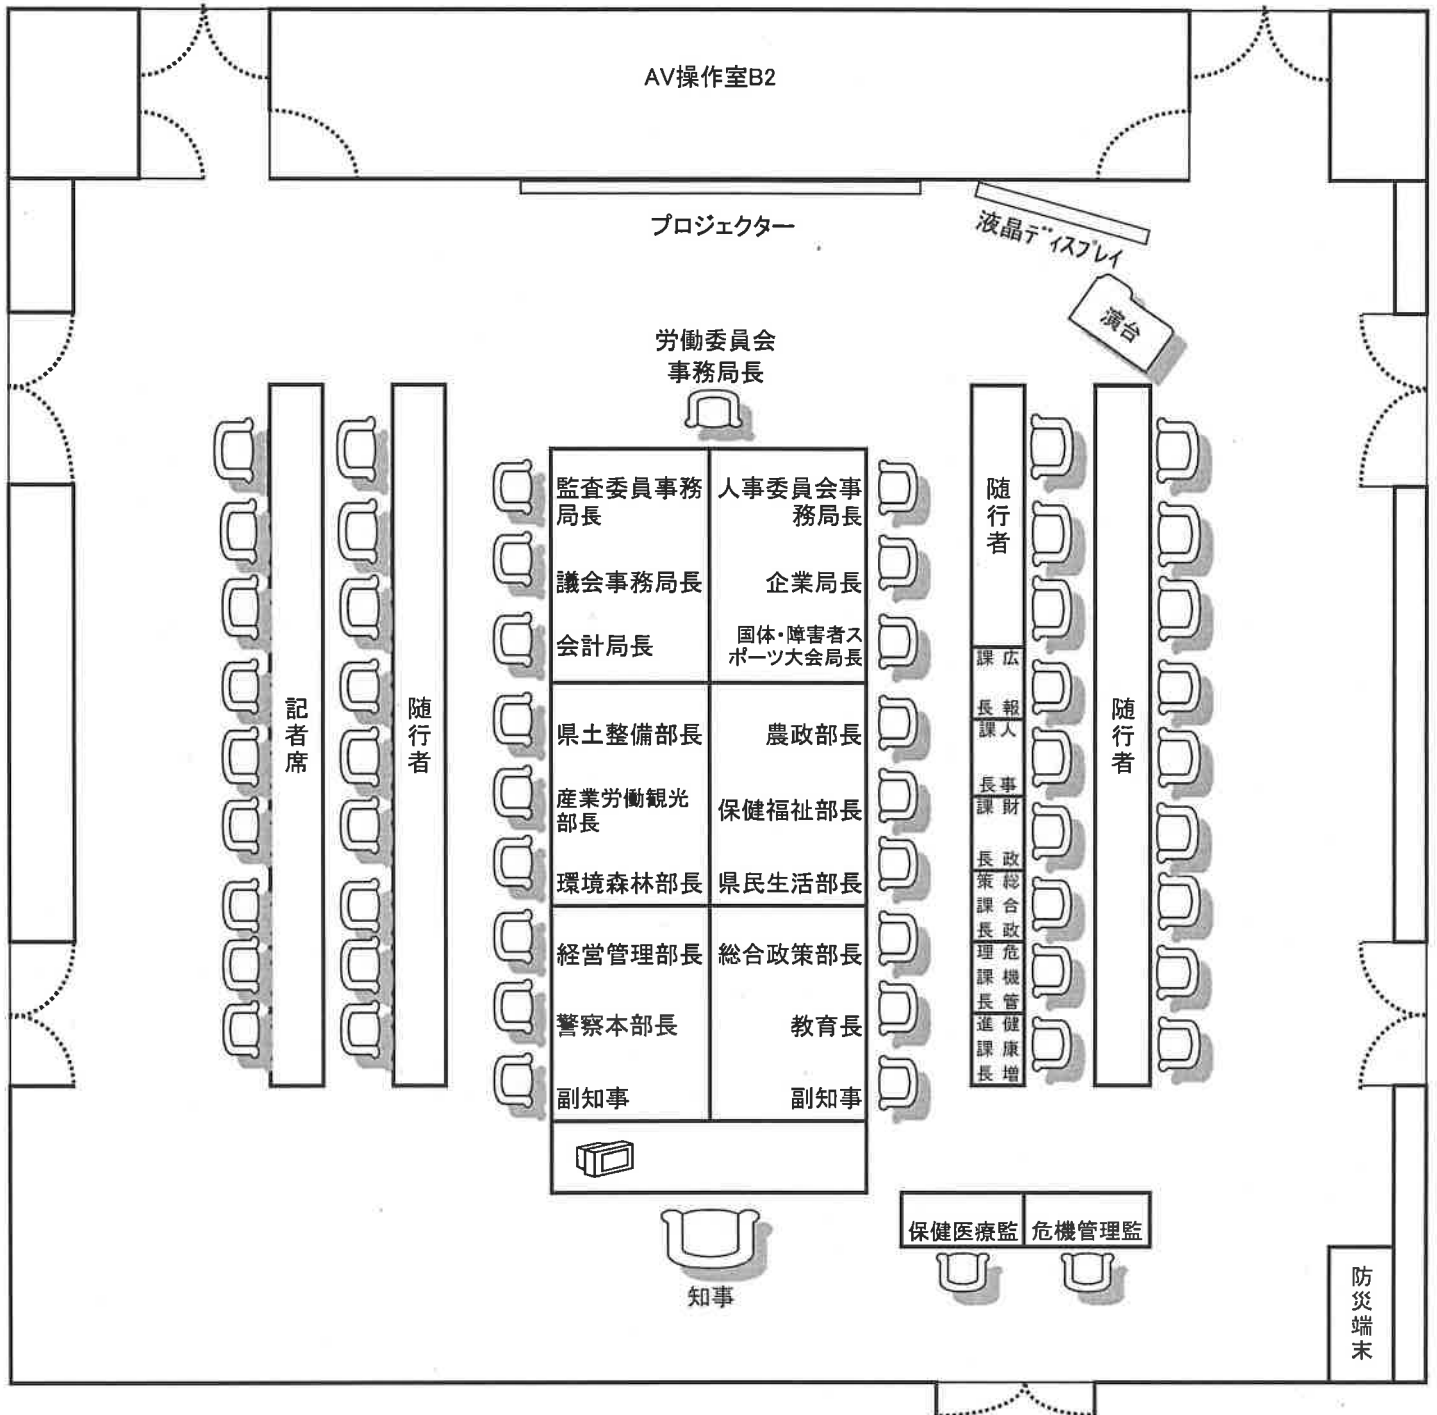 AV操作室B2
プロジェクター
液晶ディスプレイ
演台
労働委員会
事務局長
監査委員事務
局長
人事委員会事
務局長
議会事務局長
企業局長
会計局長
国体・障害者ス
ポーツ大会局長
県土整備部長
農政部長
産業労働観光
部長
保健福祉部長
環境森林部長
県民生活部長
経営管理部長
総合政策部長
警察本部長
教育長
副知事
副知事
知事
記者席
随行者
随行者
広報
課長
人事
課長
財政
課長
総合政
策課長
危機管
理課長
健康増
進課長
随行者
保健医療監
危機管理監
防災端末